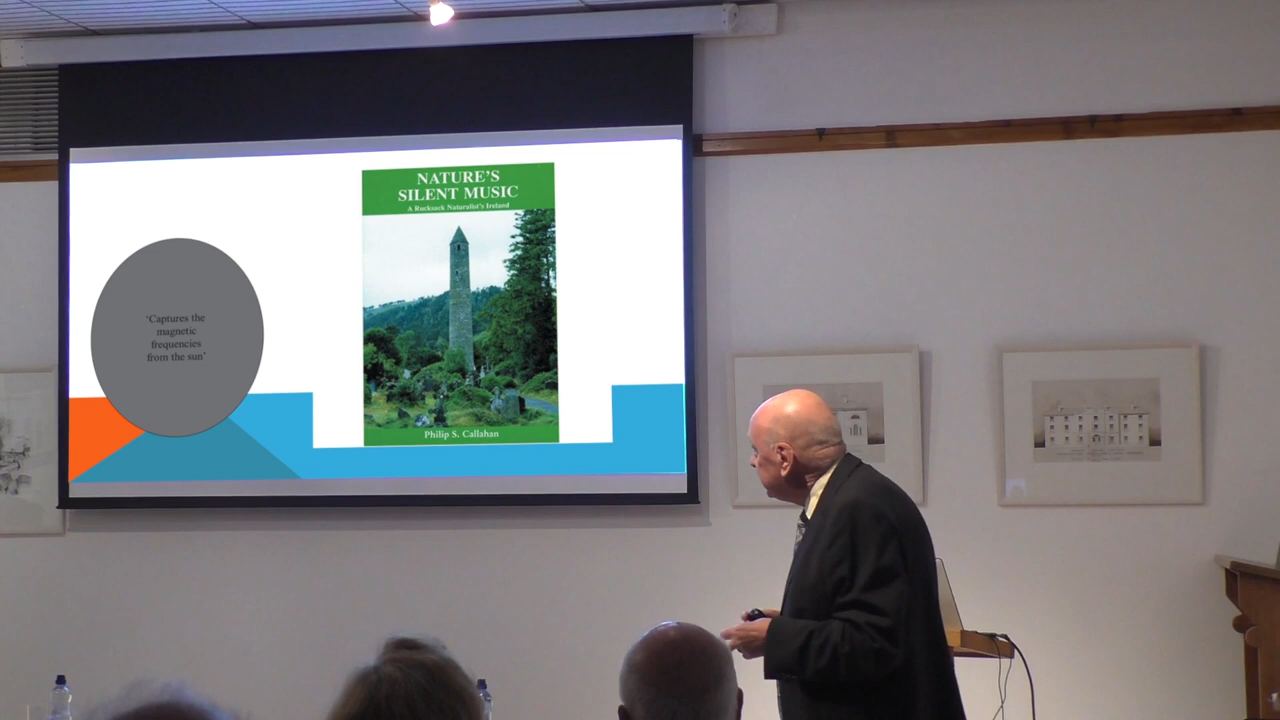 NATURE'S
SILENT MUSIC
A Rucksack Naturalist's Ireland
'Captures the
magnetic
frequencies
from the sun'
Philip S. Callahan